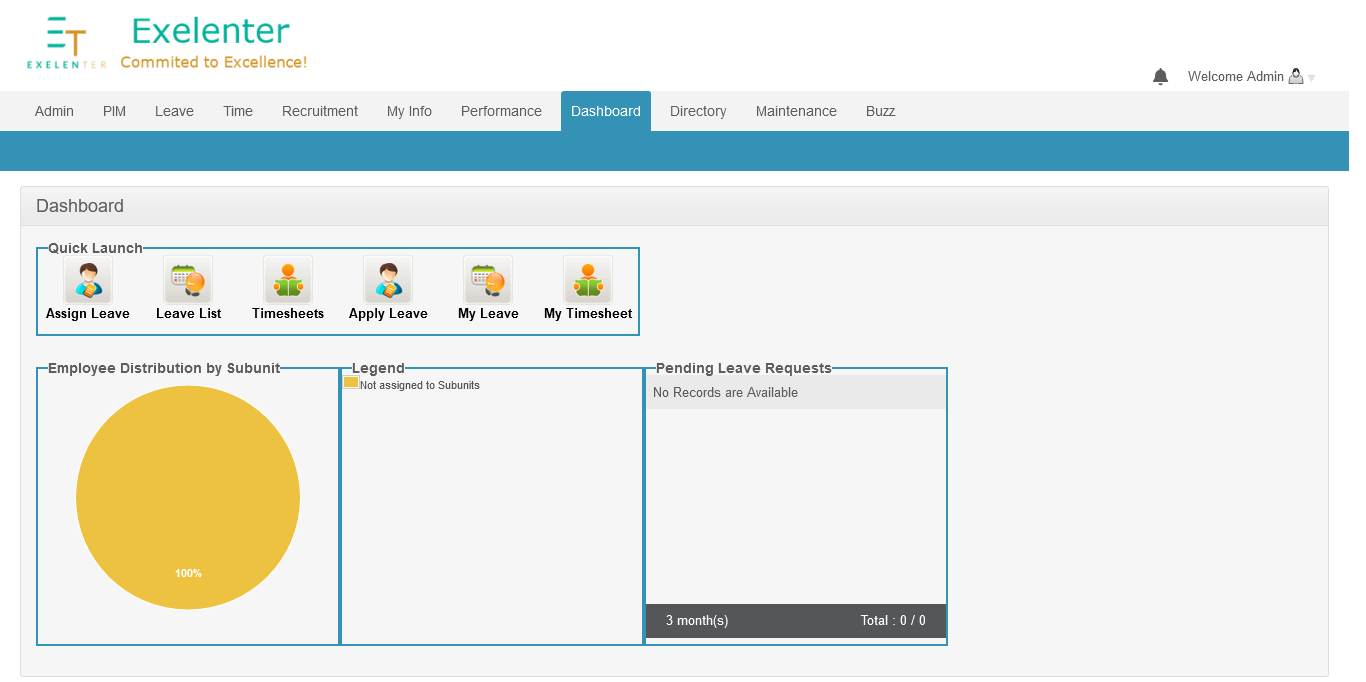 ET
EXELENTER
Exelenter
Commited to Excellence!
Welcome Admin
Admin PIM Leave Time Recruitment My Info Performance Dashboard Directory Maintenance Buzz
Dashboard
Quick Launch
Assign Leave Leave List Timesheets Apply Leave My Leave My Timesheet
Employee Distribution by Subunit
100%
Legend
Not assigned to Subunits
Pending Leave Requests
No Records are Available
3 month(s) Total : 0 / 0